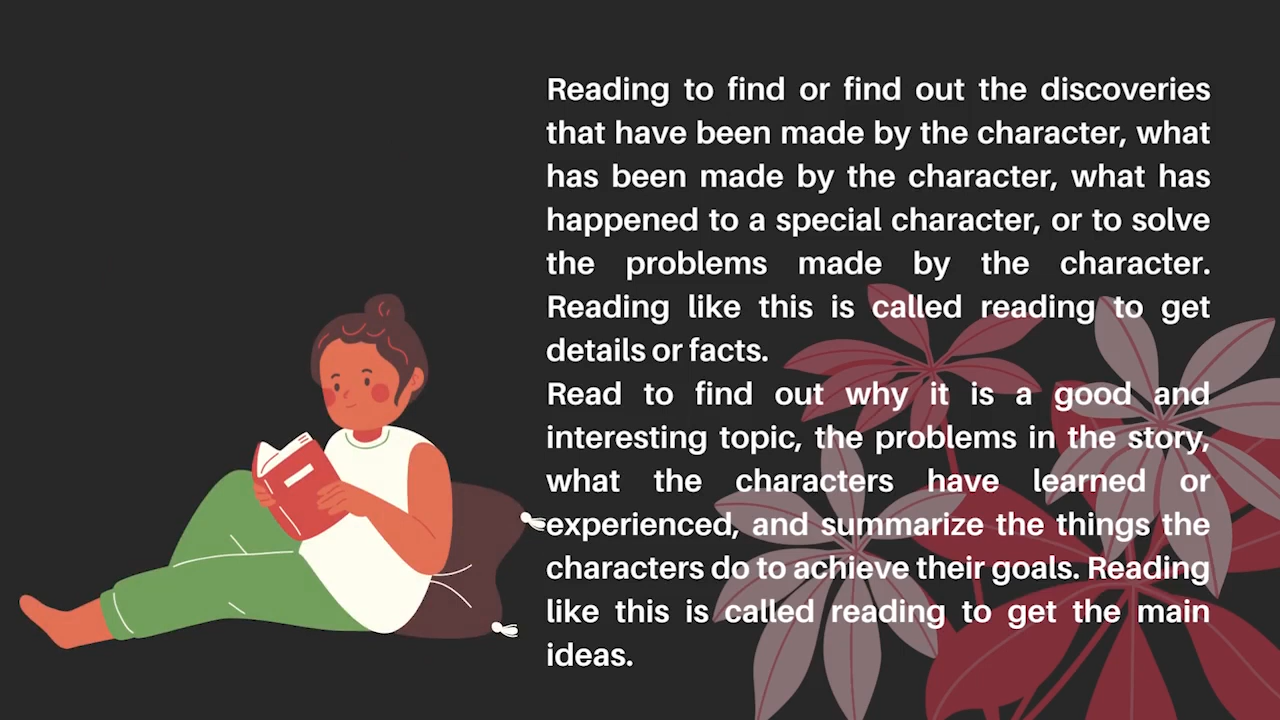 Reading to find or find out the discoveries
that have been made by the character, what
has been made by the character, what has
happened to a special character, or to solve
the problems made by the character.
Reading like this is called reading to get
details or facts.
Read to find out why it is a good and
interesting topic, the problems in the story,
what the characters have learned or
experienced, and summarize the things the
characters do to achieve their goals. Reading
like this is called reading to get the main
ideas.